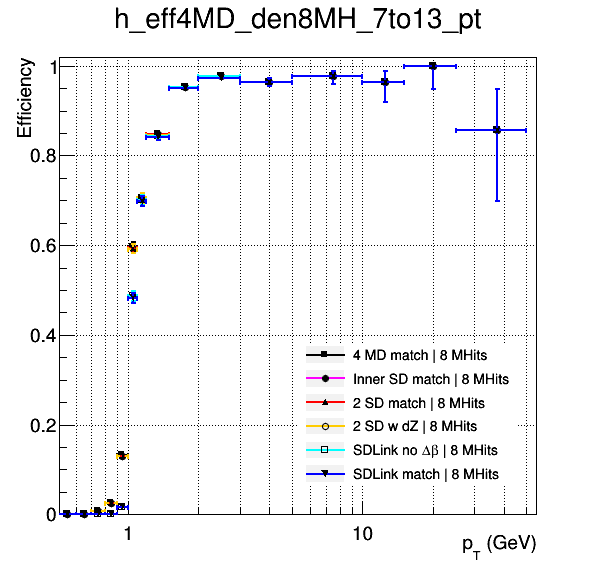 h_eff4MD_den8MH_7to13_pt
Efficiency
1
0.8
0.6
0.4
0.2
0
4 MD match | 8 MHits
Inner SD match | 8 MHits
2 SD match | 8 MHits
2 SD w dZ | 8 MHits
SDLink no Δβ | 8 MHits
SDLink match | 8 MHits
1
10
p_T (GeV)